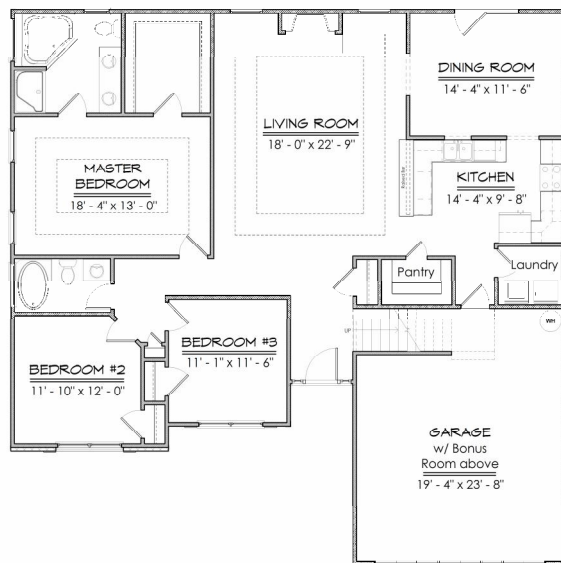 DINING ROOM
14' - 4" x 11' - 6"
LIVING ROOM
18' - 0" x 22' - 9"
MASTER
BEDROOM
18' - 4" x 13' - 0"
KITCHEN
14' - 4" x 9' - 8"
Pantry
Laundry
WH
UP
BEDROOM #3
11' - 1" x 11' - 6"
BEDROOM #2
11' - 10" x 12' - 0"
GARAGE
w/ Bonus
Room above
19' - 4" x 23' - 8"